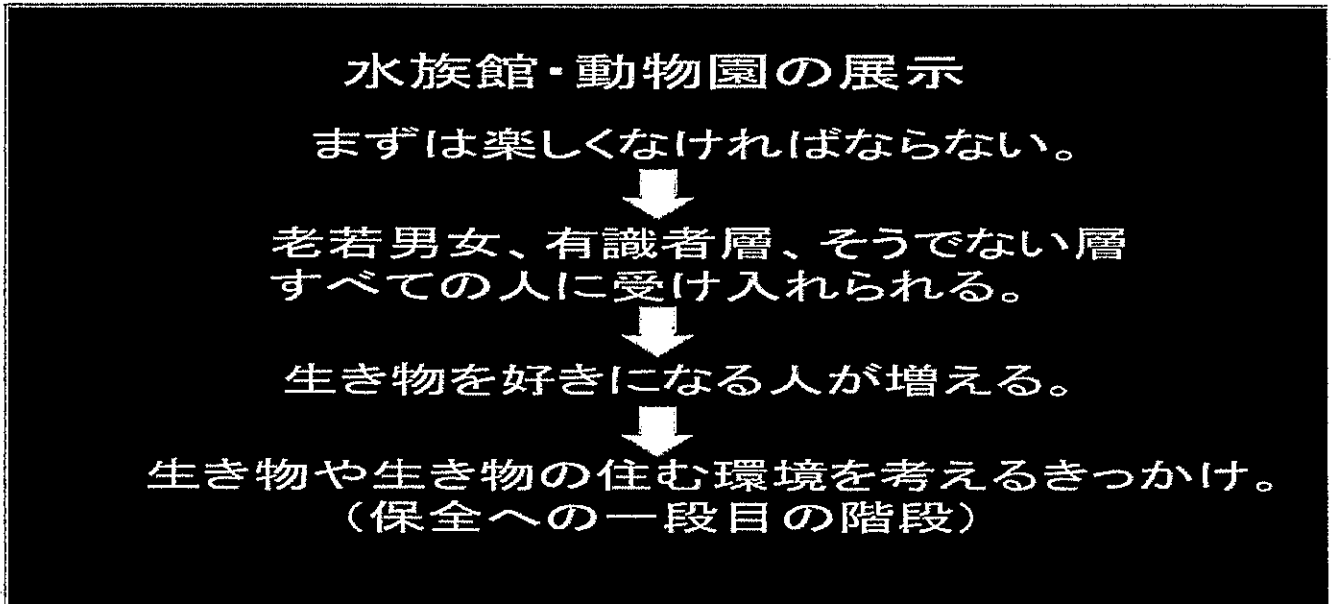 水族館・動物園の展示
まずは楽しくなければならない。
老若男女、有識者層、そうでない層
すべての人に受け入れられる。
生き物を好きになる人が増える。
生き物や生き物の住む環境を考えるきっかけ。
（保全への一段目の階段）